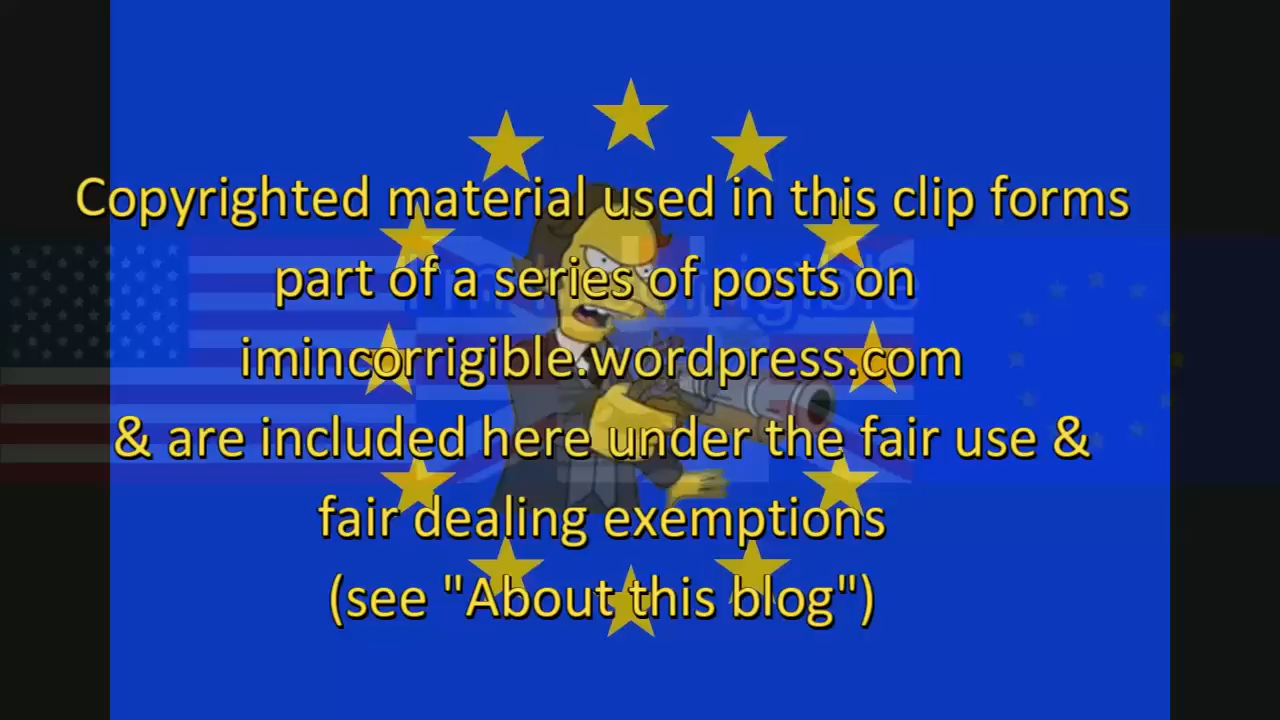 Copyrighted material used in this clip forms
part of a series of posts on
imincorrigible.wordpress.com
& are included here under the fair use &
fair dealing exemptions
(see "About this blog")